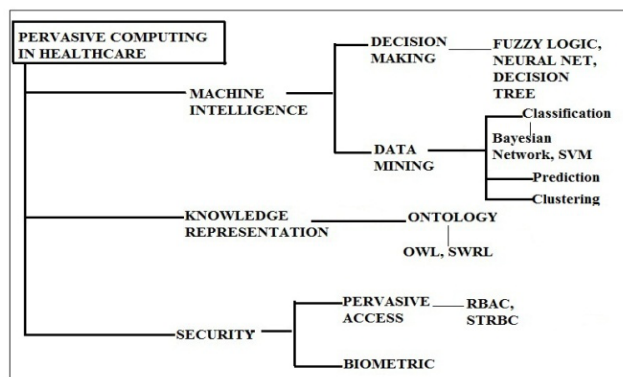 PERVASIVE COMPUTING
IN HEALTHCARE
DECISION
MAKING
FUZZY LOGIC,
NEURAL NET,
DECISION
TREE
MACHINE
INTELLIGENCE
DATA
MINING
Classification
Bayesian
Network, SVM
Prediction
Clustering
KNOWLEDGE
REPRESENTATION
ONTOLOGY
OWL, SWRL
SECURITY
PERVASIVE
ACCESS
RBAC,
STRBC
BIOMETRIC